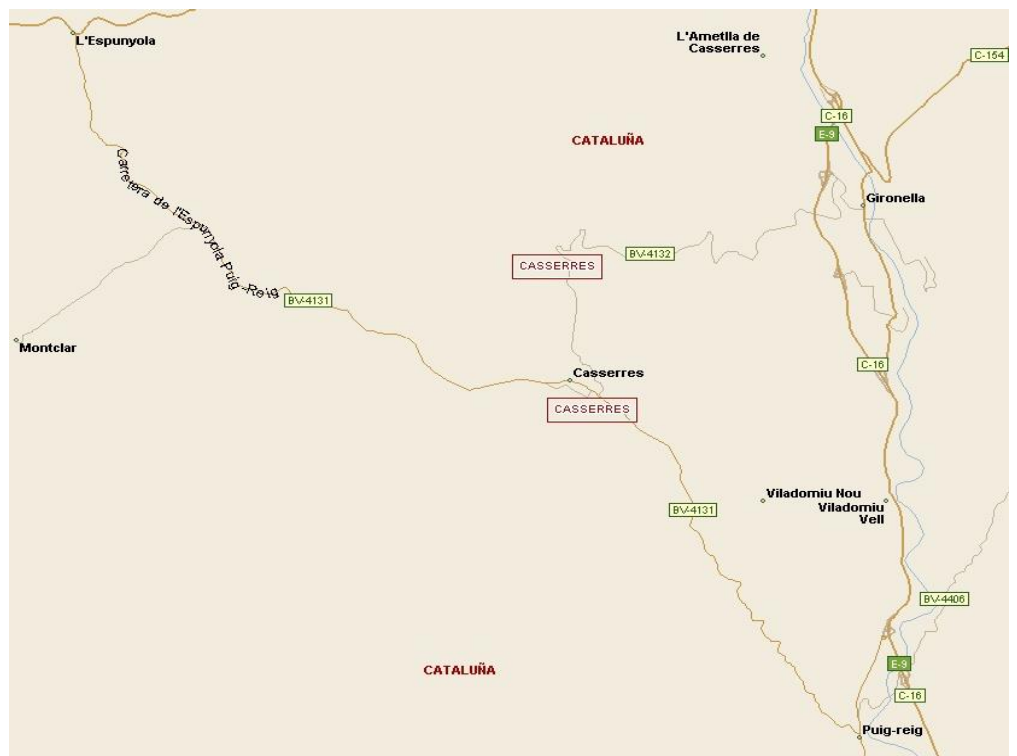 L'Espunyola
L'Ametlla de
Casserres
C-154
C-16
E-9
CATALUÑA
Carretera de l'Espunyola-Puig-Reig
Gironella
BV-4132
CASSERRES
BV-4131
Montclar
C-16
Casserres
CASSERRES
Viladomiu Nou
Viladomiu
Vell
BV-4131
BV-4406
CATALUÑA
E-9
C-16
Puig-reig